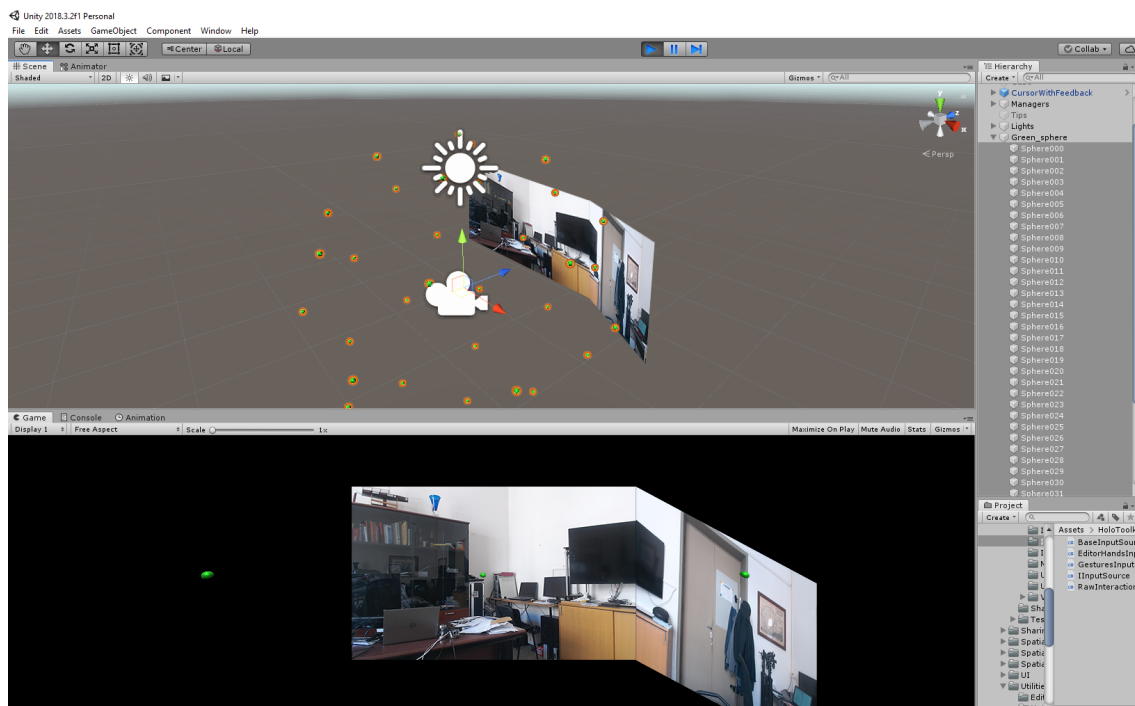 Unity 2018.3.2f1 Personal
File Edit Assets GameObject Component Window Help
Center Local Collab
Scene Animator Hierarchy
Shaded 2D Gizmos All Create All
CursorWithFeedback
Managers
Tips
Lights
Green_sphere
y
z
x
Persp
Sphere000
Sphere001
Sphere002
Sphere003
Sphere004
Sphere005
Sphere006
Sphere007
Sphere008
Sphere009
Sphere010
Sphere011
Sphere012
Sphere013
Sphere014
Sphere015
Sphere016
Sphere017
Sphere018
Sphere019
Sphere020
Sphere021
Sphere022
Sphere023
Sphere024
Sphere025
Sphere026
Sphere027
Sphere028
Sphere029
Sphere030
Sphere031
Game Console Animation
Display 1 Free Aspect Scale 1x Maximize On Play Mute Audio Stats Gizmos
Project
Create
Assets > HoloToolk
BaseInputSour
EditorHandsInp
GesturesInput
IInputSource
RawInteraction
Sha
Tes
Sharin
Spatia
Spatia
Spatia
UI
Utilitie
Edit